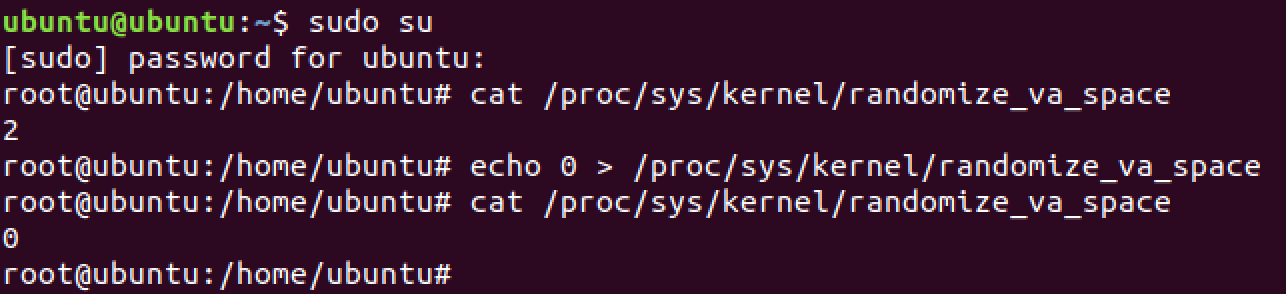 ubuntu@ubuntu:~$ sudo su
[sudo] password for ubuntu:
root@ubuntu:/home/ubuntu# cat /proc/sys/kernel/randomize_va_space
2
root@ubuntu:/home/ubuntu# echo 0 > /proc/sys/kernel/randomize_va_space
root@ubuntu:/home/ubuntu# cat /proc/sys/kernel/randomize_va_space
0
root@ubuntu:/home/ubuntu#